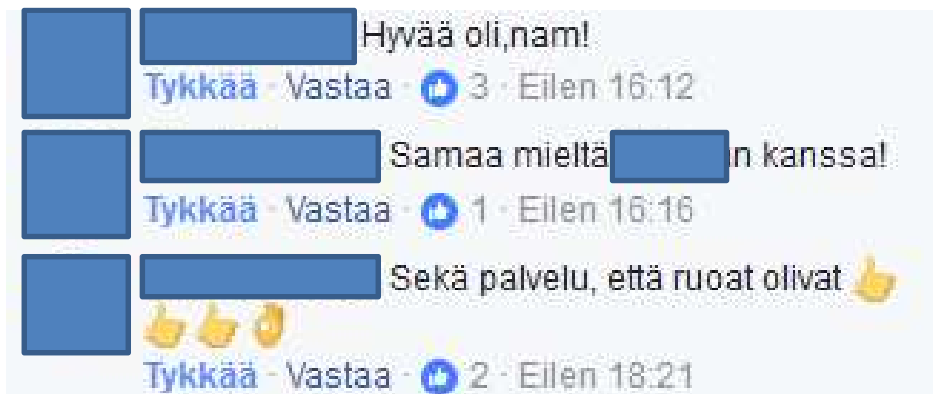 Hyvää oli,nam!
Tykkää · Vastaa · 3 · Eilen 16:12
Samaa mieltä n kanssa!
Tykkää · Vastaa · 1 · Eilen 16:16
Sekä palvelu, että ruoat olivat 👍
👍👍👌
Tykkää · Vastaa · 2 · Eilen 18:21